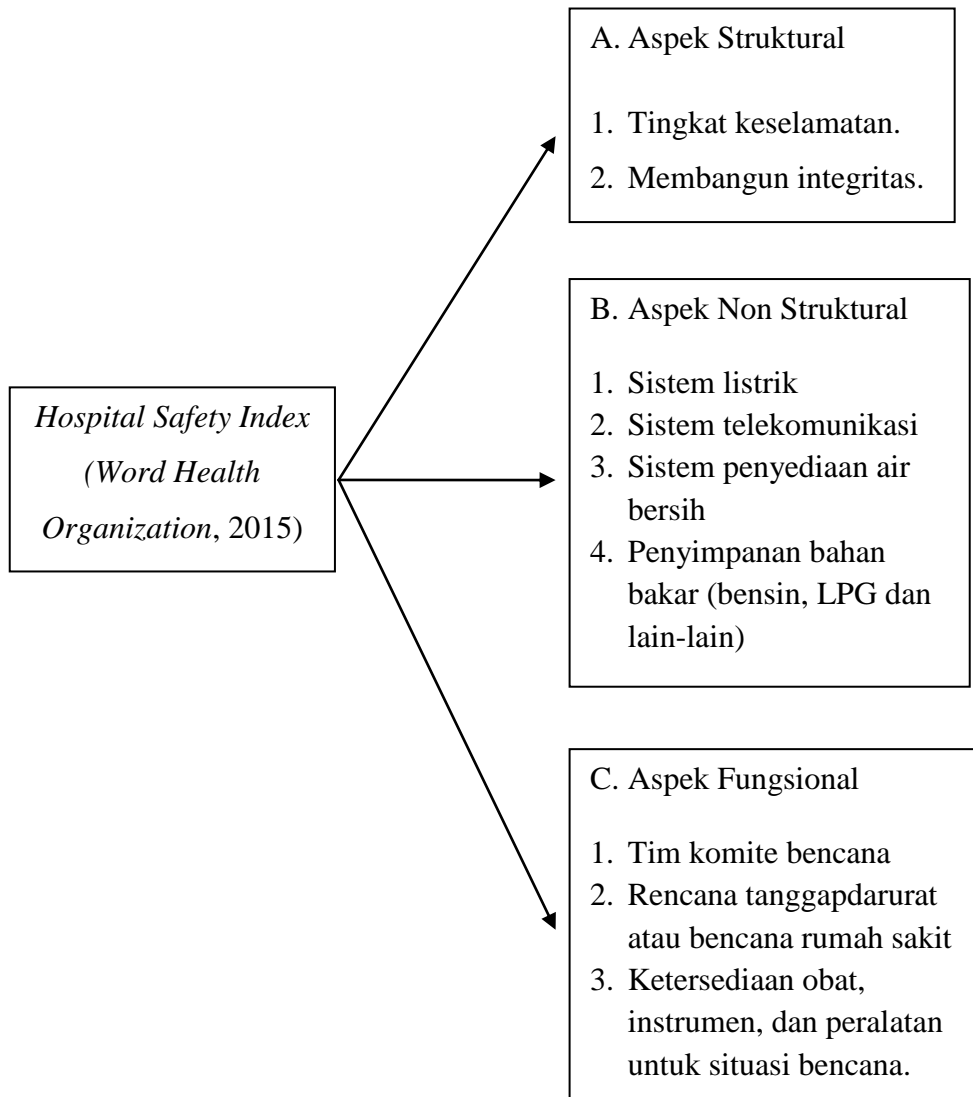 A. Aspek Struktural
1. Tingkat keselamatan.
2. Membangun integritas.
B. Aspek Non Struktural
1. Sistem listrik
2. Sistem telekomunikasi
3. Sistem penyediaan air
bersih
4. Penyimpanan bahan
bakar (bensin, LPG dan
lain-lain)
Hospital Safety Index
(Word Health
Organization, 2015)
C. Aspek Fungsional
1. Tim komite bencana
2. Rencana tanggapdarurat
atau bencana rumah sakit
3. Ketersediaan obat,
instrumen, dan peralatan
untuk situasi bencana.